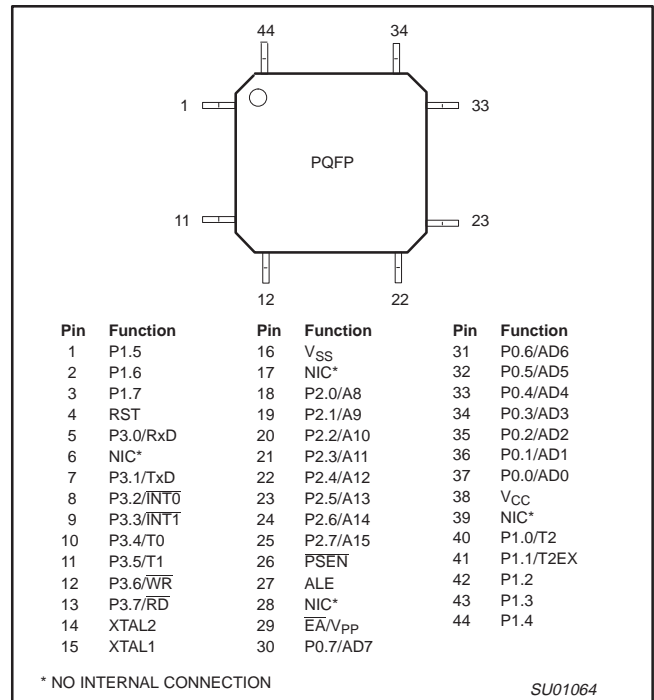 44 34
1 33
PQFP
11 23
12 22
Pin Function
1 P1.5
2 P1.6
3 P1.7
4 RST
5 P3.0/RxD
6 NIC*
7 P3.1/TxD
8 P3.2/INT0
9 P3.3/INT1
10 P3.4/T0
11 P3.5/T1
12 P3.6/WR
13 P3.7/RD
14 XTAL2
15 XTAL1
Pin Function
16 VSS
17 NIC*
18 P2.0/A8
19 P2.1/A9
20 P2.2/A10
21 P2.3/A11
22 P2.4/A12
23 P2.5/A13
24 P2.6/A14
25 P2.7/A15
26 PSEN
27 ALE
28 NIC*
29 EA/VPP
30 P0.7/AD7
Pin Function
31 P0.6/AD6
32 P0.5/AD5
33 P0.4/AD4
34 P0.3/AD3
35 P0.2/AD2
36 P0.1/AD1
37 P0.0/AD0
38 VCC
39 NIC*
40 P1.0/T2
41 P1.1/T2EX
42 P1.2
43 P1.3
44 P1.4
* NO INTERNAL CONNECTION
SU01064